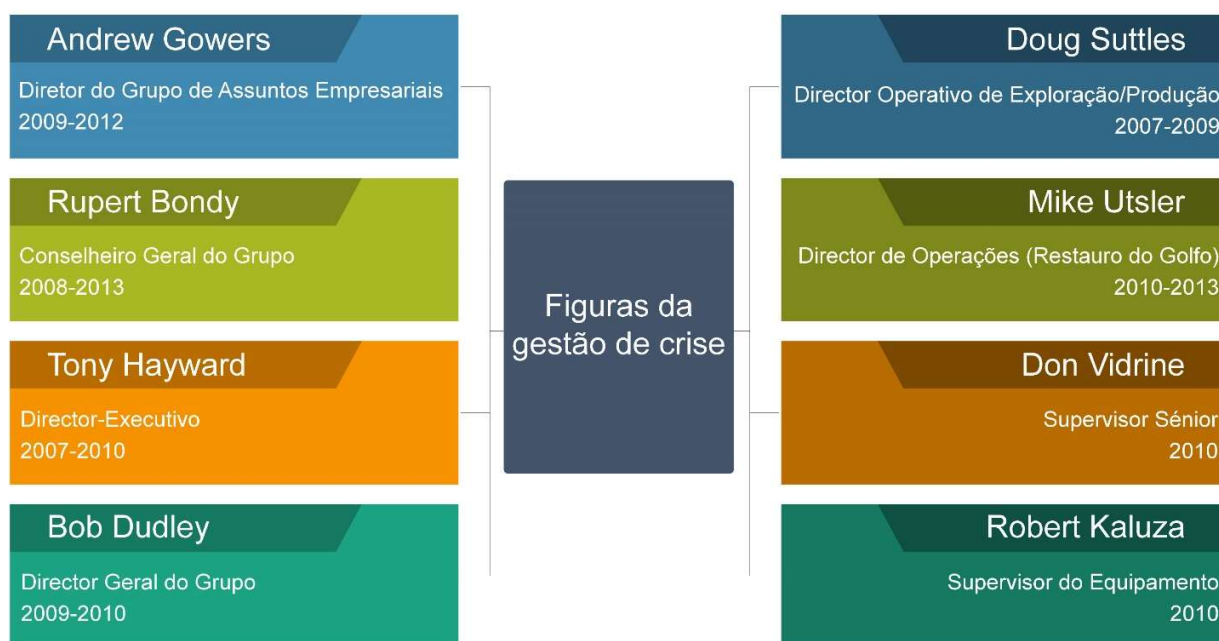 Andrew Gowers
Diretor do Grupo de Assuntos Empresariais
2009-2012
Rupert Bondy
Conselheiro Geral do Grupo
2008-2013
Tony Hayward
Director-Executivo
2007-2010
Bob Dudley
Director Geral do Grupo
2009-2010
Figuras da
gestão de crise
Doug Suttles
Director Operativo de Exploração/Produção
2007-2009
Mike Utsler
Director de Operações (Restauro do Golfo)
2010-2013
Don Vidrine
Supervisor Sénior
2010
Robert Kaluza
Supervisor do Equipamento
2010